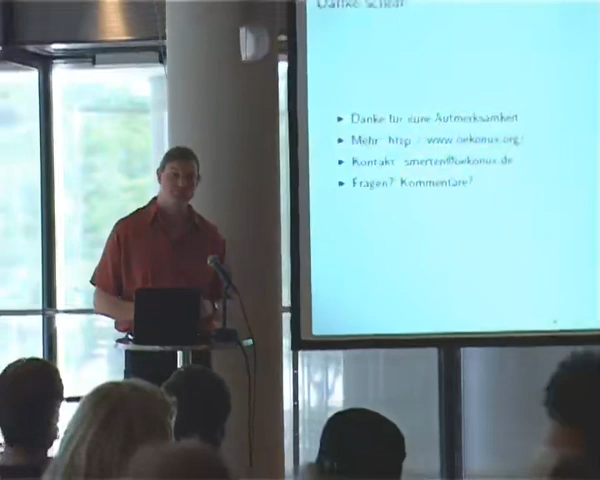 Danke schön
Danke für eure Aufmerksamkeit
Mehr: http://www.oekonux.org/
Kontakt: smerten@oekonux.de
Fragen? Kommentare?